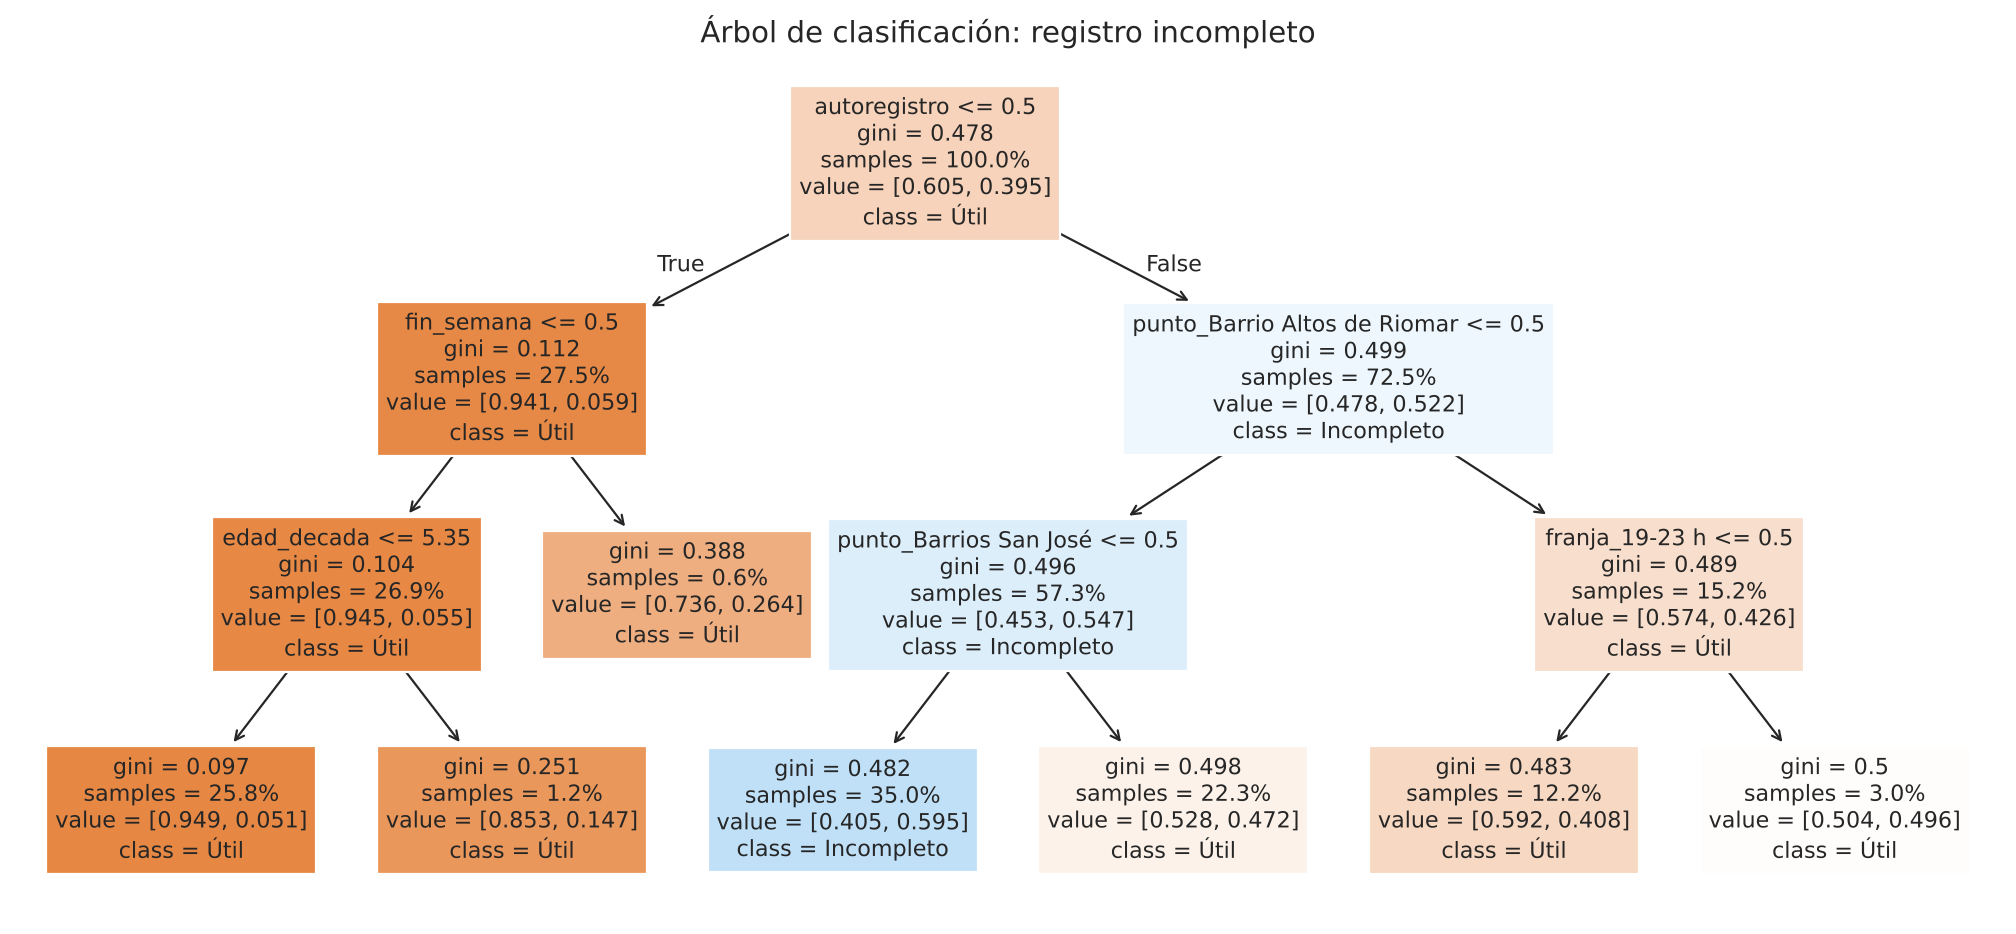 Árbol de clasificación: registro incompleto
autoregistro <= 0.5
gini = 0.478
samples = 100.0%
value = [0.605, 0.395]
class = Útil
True
False
fin_semana <= 0.5
gini = 0.112
samples = 27.5%
value = [0.941, 0.059]
class = Útil
punto_Barrio Altos de Riomar <= 0.5
gini = 0.499
samples = 72.5%
value = [0.478, 0.522]
class = Incompleto
edad_decada <= 5.35
gini = 0.104
samples = 26.9%
value = [0.945, 0.055]
class = Útil
gini = 0.388
samples = 0.6%
value = [0.736, 0.264]
class = Útil
punto_Barrios San José <= 0.5
gini = 0.496
samples = 57.3%
value = [0.453, 0.547]
class = Incompleto
franja_19-23 h <= 0.5
gini = 0.489
samples = 15.2%
value = [0.574, 0.426]
class = Útil
gini = 0.097
samples = 25.8%
value = [0.949, 0.051]
class = Útil
gini = 0.251
samples = 1.2%
value = [0.853, 0.147]
class = Útil
gini = 0.482
samples = 35.0%
value = [0.405, 0.595]
class = Incompleto
gini = 0.498
samples = 22.3%
value = [0.528, 0.472]
class = Útil
gini = 0.483
samples = 12.2%
value = [0.592, 0.408]
class = Útil
gini = 0.5
samples = 3.0%
value = [0.504, 0.496]
class = Útil